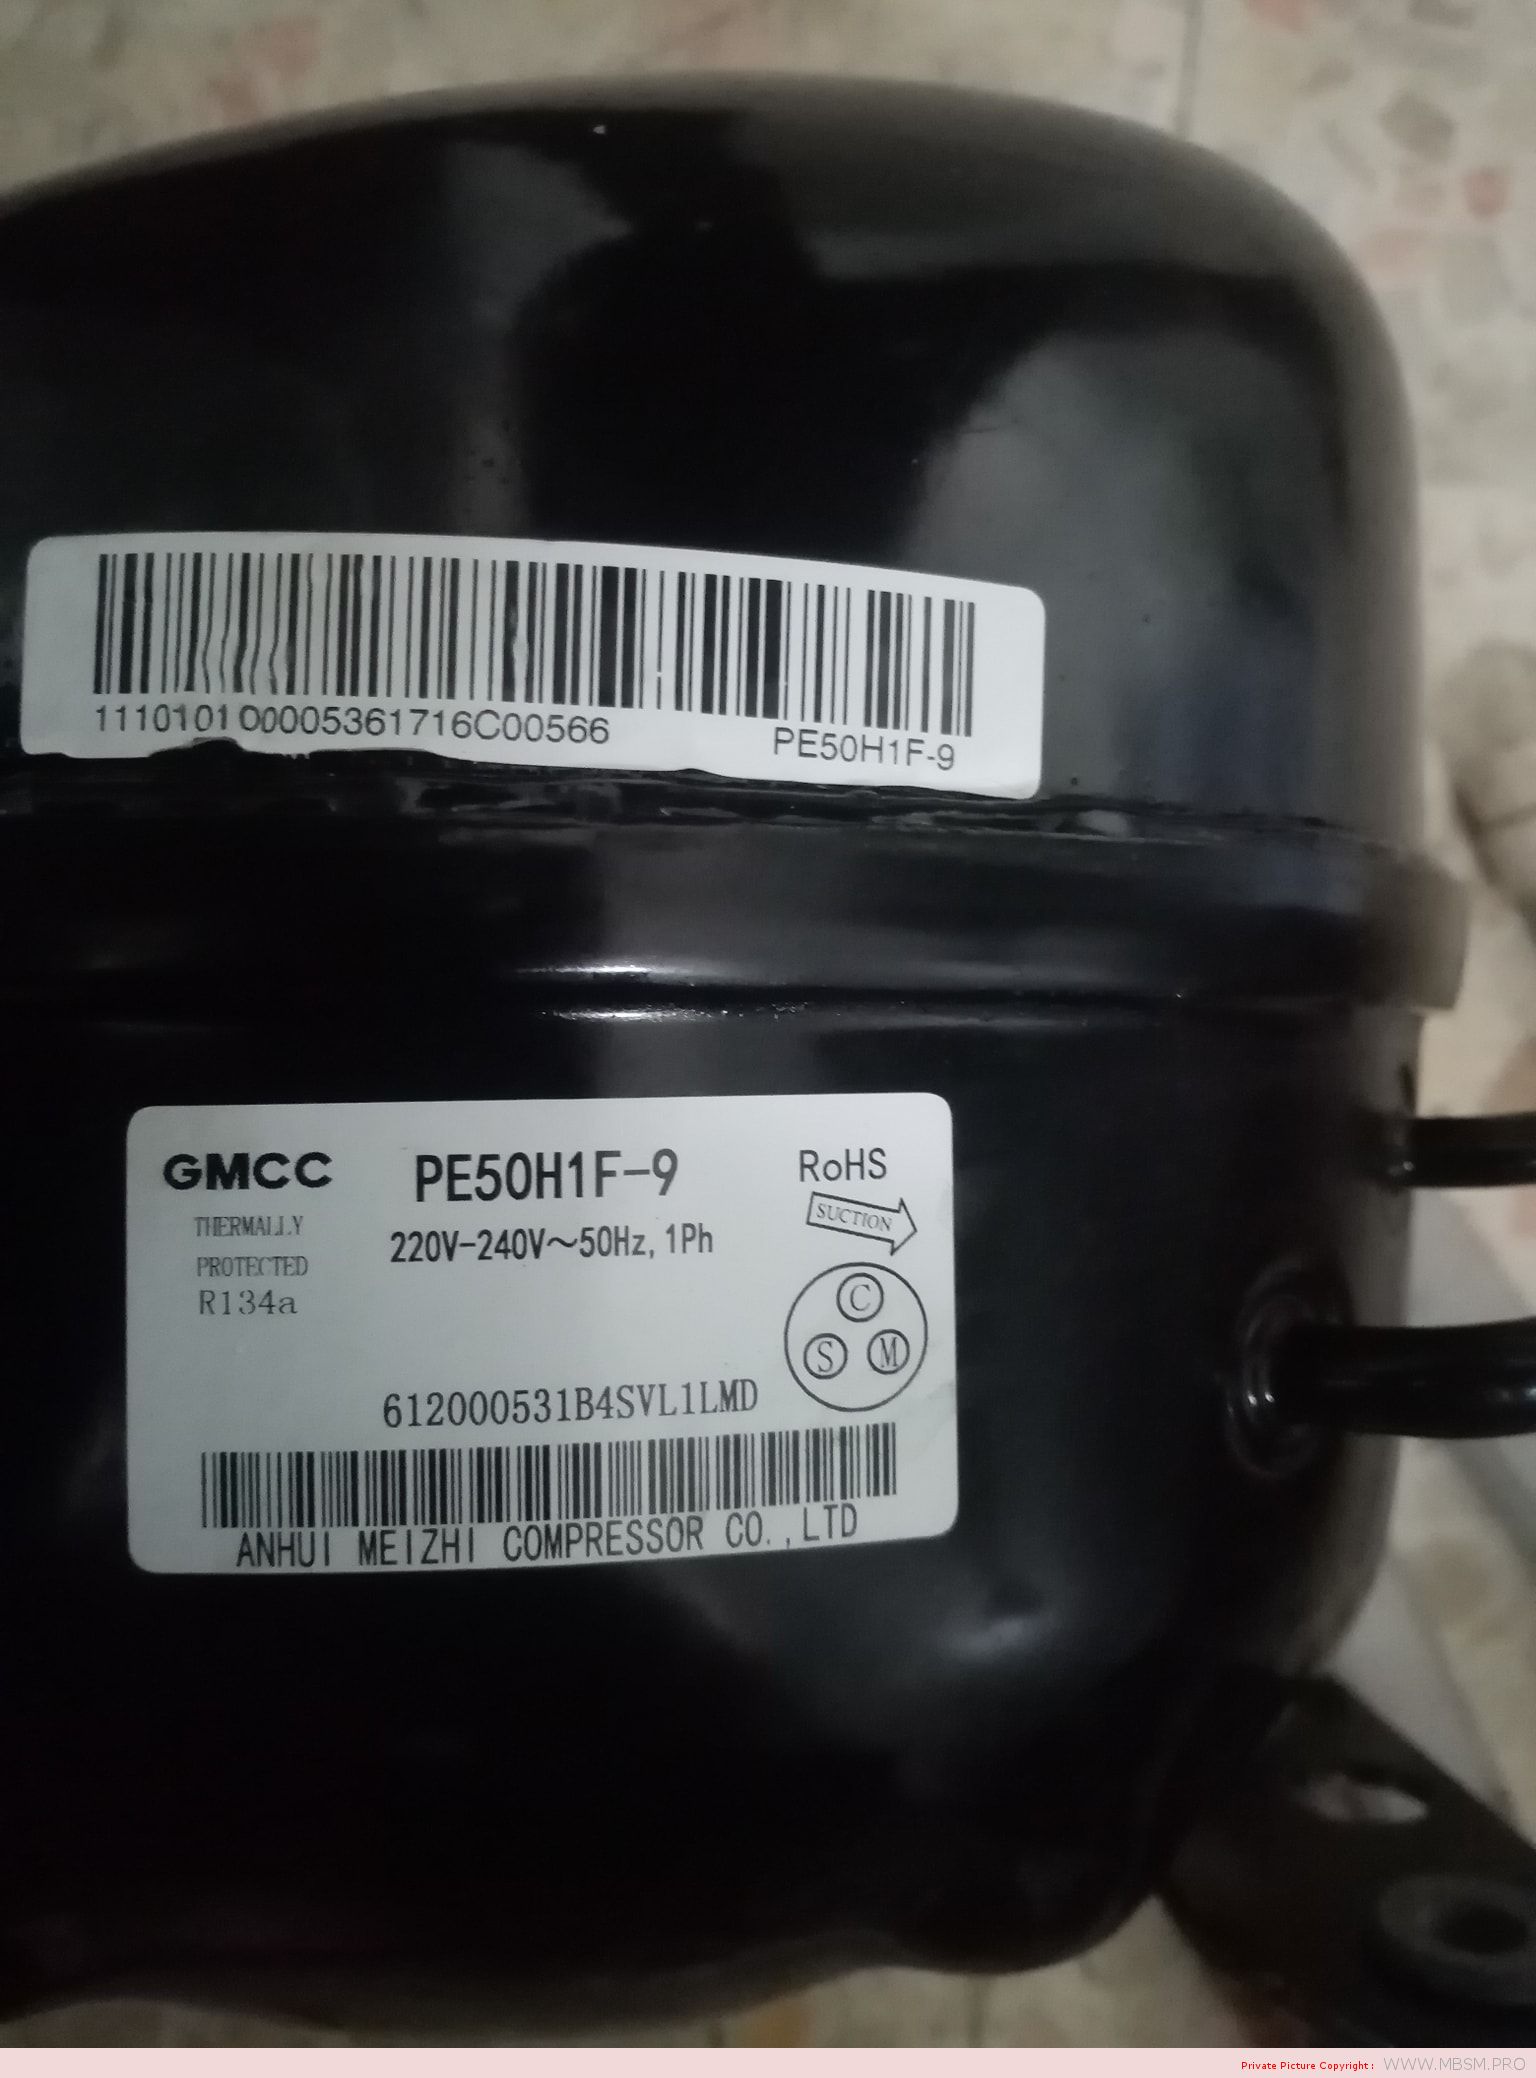 111010100005361716C00566
PE50H1F-9
GMCC
PE50H1F-9
RoHS
THERMALLY
PROTECTED
R134a
220V-240V~50Hz, 1Ph
SUCTION
C
S
M
612000531B4SVL1LMD
ANHUI MEIZHI COMPRESSOR CO.,LTD
Private Picture Copyright : WWW.MBSM.PRO